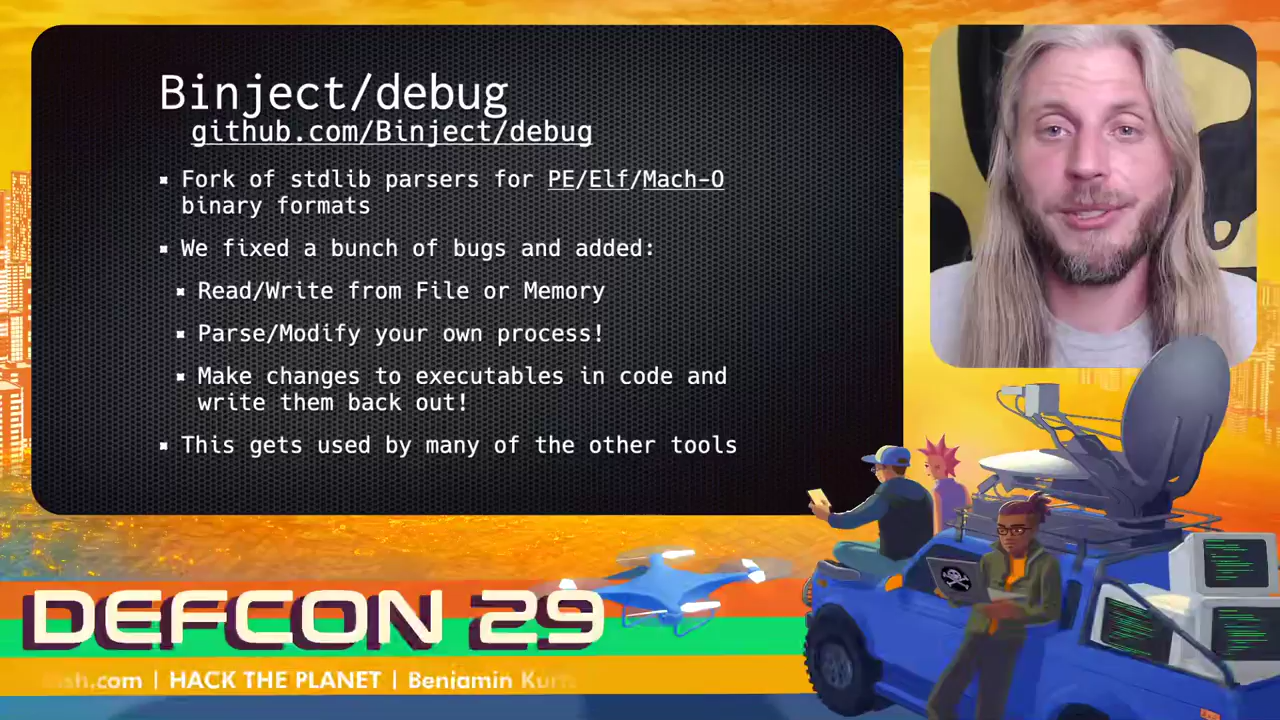 Binject/debug
github.com/Binject/debug
Fork of stdlib parsers for PE/Elf/Mach-O
binary formats
We fixed a bunch of bugs and added:
Read/Write from File or Memory
Parse/Modify your own process!
Make changes to executables in code and
write them back out!
This gets used by many of the other tools
DEFCON 29
.com | HACK THE PLANET | Benjamin